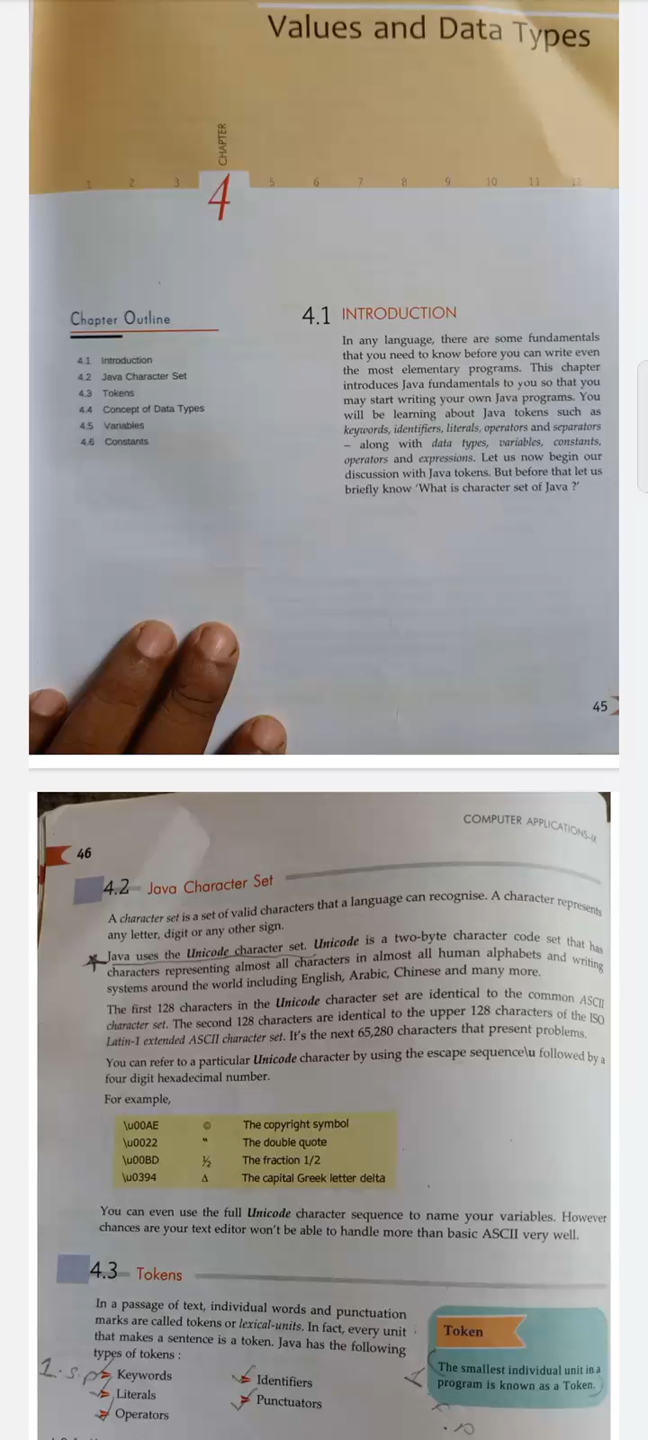 Values and Data Types
CHAPTER
1 2 3 4 5 6 7 8 9 10 11 12
Chapter Outline
4.1 Introduction
4.2 Java Character Set
4.3 Tokens
4.4 Concept of Data Types
4.5 Variables
4.6 Constants
4.1 INTRODUCTION
In any language, there are some fundamentals
that you need to know before you can write even
the most elementary programs. This chapter
introduces Java fundamentals to you so that you
may start writing your own Java programs. You
will be learning about Java tokens such as
keywords, identifiers, literals, operators and separators
– along with data types, variables, constants,
operators and expressions. Let us now begin our
discussion with Java tokens. But before that let us
briefly know ‘What is character set of Java ?’
45
COMPUTER APPLICATIONS-IX
46
4.2 Java Character Set
A character set is a set of valid characters that a language can recognise. A character represents
any letter, digit or any other sign.
Java uses the Unicode character set. Unicode is a two-byte character code set that has
characters representing almost all characters in almost all human alphabets and writing
systems around the world including English, Arabic, Chinese and many more.
The first 128 characters in the Unicode character set are identical to the common ASCII
character set. The second 128 characters are identical to the upper 128 characters of the ISO
Latin-1 extended ASCII character set. It's the next 65,280 characters that present problems.
You can refer to a particular Unicode character by using the escape sequence\u followed by a
four digit hexadecimal number.
For example,
\u00AE © The copyright symbol
\u0022 " The double quote
\u00BD ½ The fraction 1/2
\u0394 Δ The capital Greek letter delta
You can even use the full Unicode character sequence to name your variables. However
chances are your text editor won't be able to handle more than basic ASCII very well.
4.3 Tokens
In a passage of text, individual words and punctuation
marks are called tokens or lexical-units. In fact, every unit
that makes a sentence is a token. Java has the following
types of tokens :
Keywords Identifiers
Literals Punctuators
Operators
Token
The smallest individual unit in a
program is known as a Token.